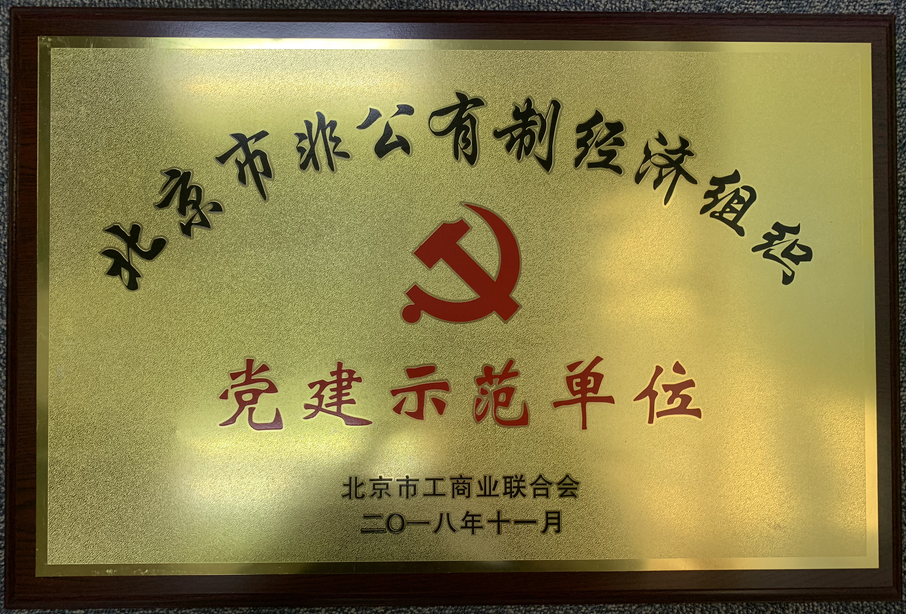 北京市非公有制经济组织
党建示范单位
北京市工商业联合会
二〇一八年十一月